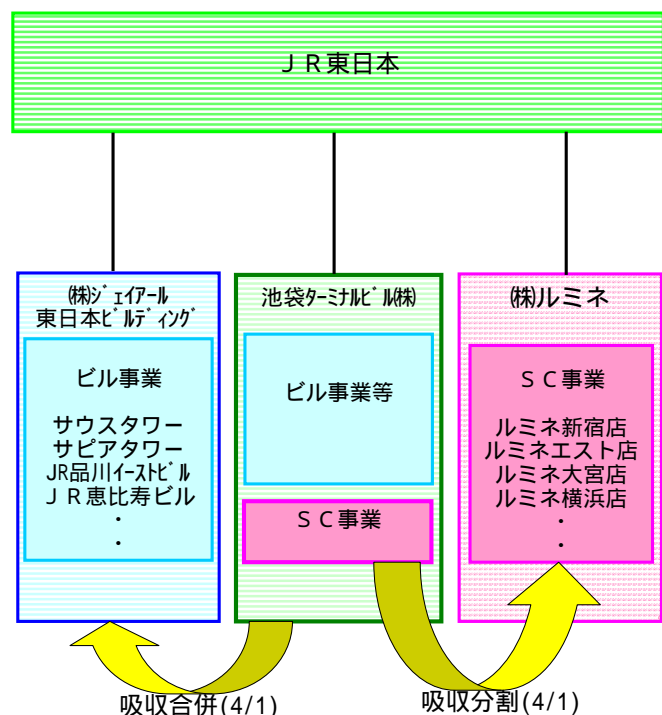 ＪＲ東日本
㈱ｼﾞｪｲｱｰﾙ
東日本ﾋﾞﾙﾃﾞｨﾝｸﾞ
ビル事業
サウスタワー
サピアタワー
JR品川ｲｰｽﾄﾋﾞﾙ
ＪＲ恵比寿ビル
・
・
池袋ﾀｰﾐﾅﾙﾋﾞﾙ㈱
ビル事業等
ＳＣ事業
㈱ルミネ
ＳＣ事業
ルミネ新宿店
ルミネエスト店
ルミネ大宮店
ルミネ横浜店
・
・
吸収合併(4/1)
吸収分割(4/1)